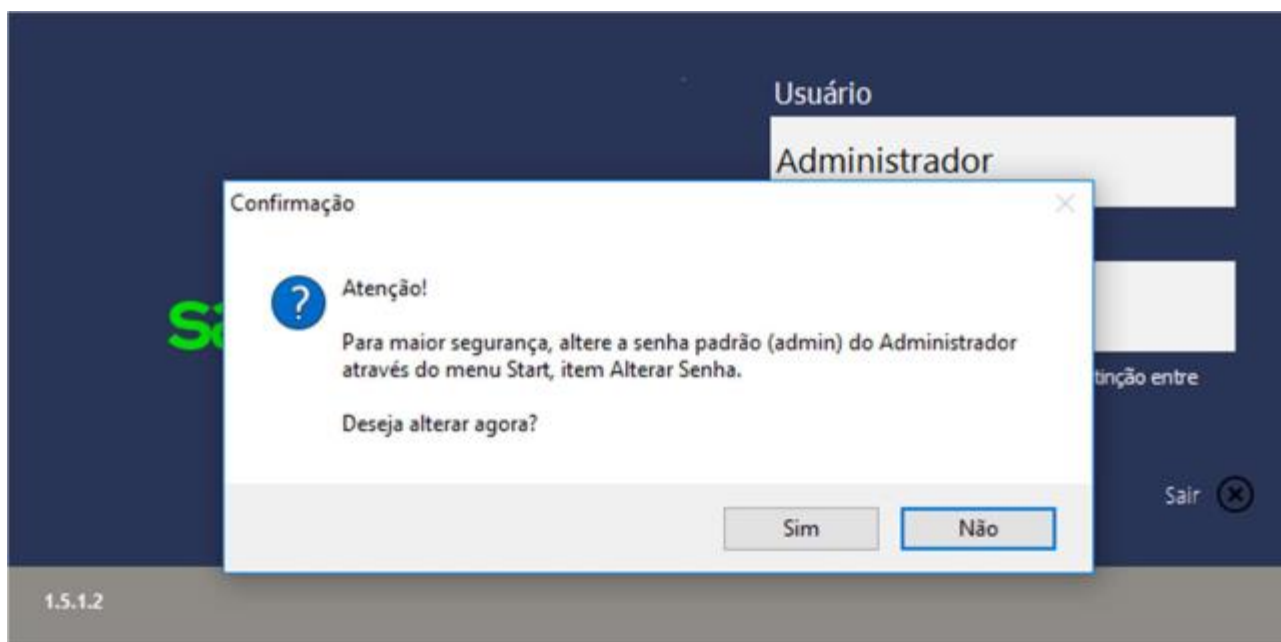 Usuário
Administrador
Confirmação
Atenção!
Para maior segurança, altere a senha padrão (admin) do Administrador
através do menu Start, item Alterar Senha.
Deseja alterar agora?
entre
Sim
Não
Sair
1.5.1.2